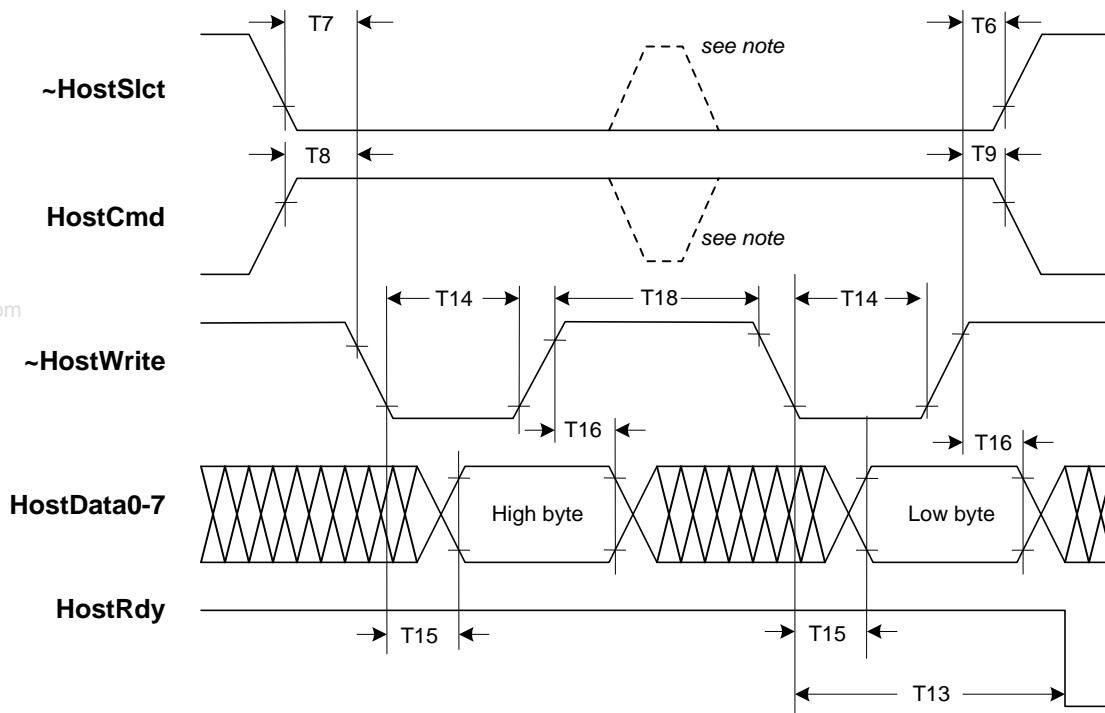 T7
T6
see note
~HostSlct
T8
T9
HostCmd
see note
T14
T18
T14
om
~HostWrite
T16
T16
HostData0-7
High byte
Low byte
HostRdy
T15
T15
T13